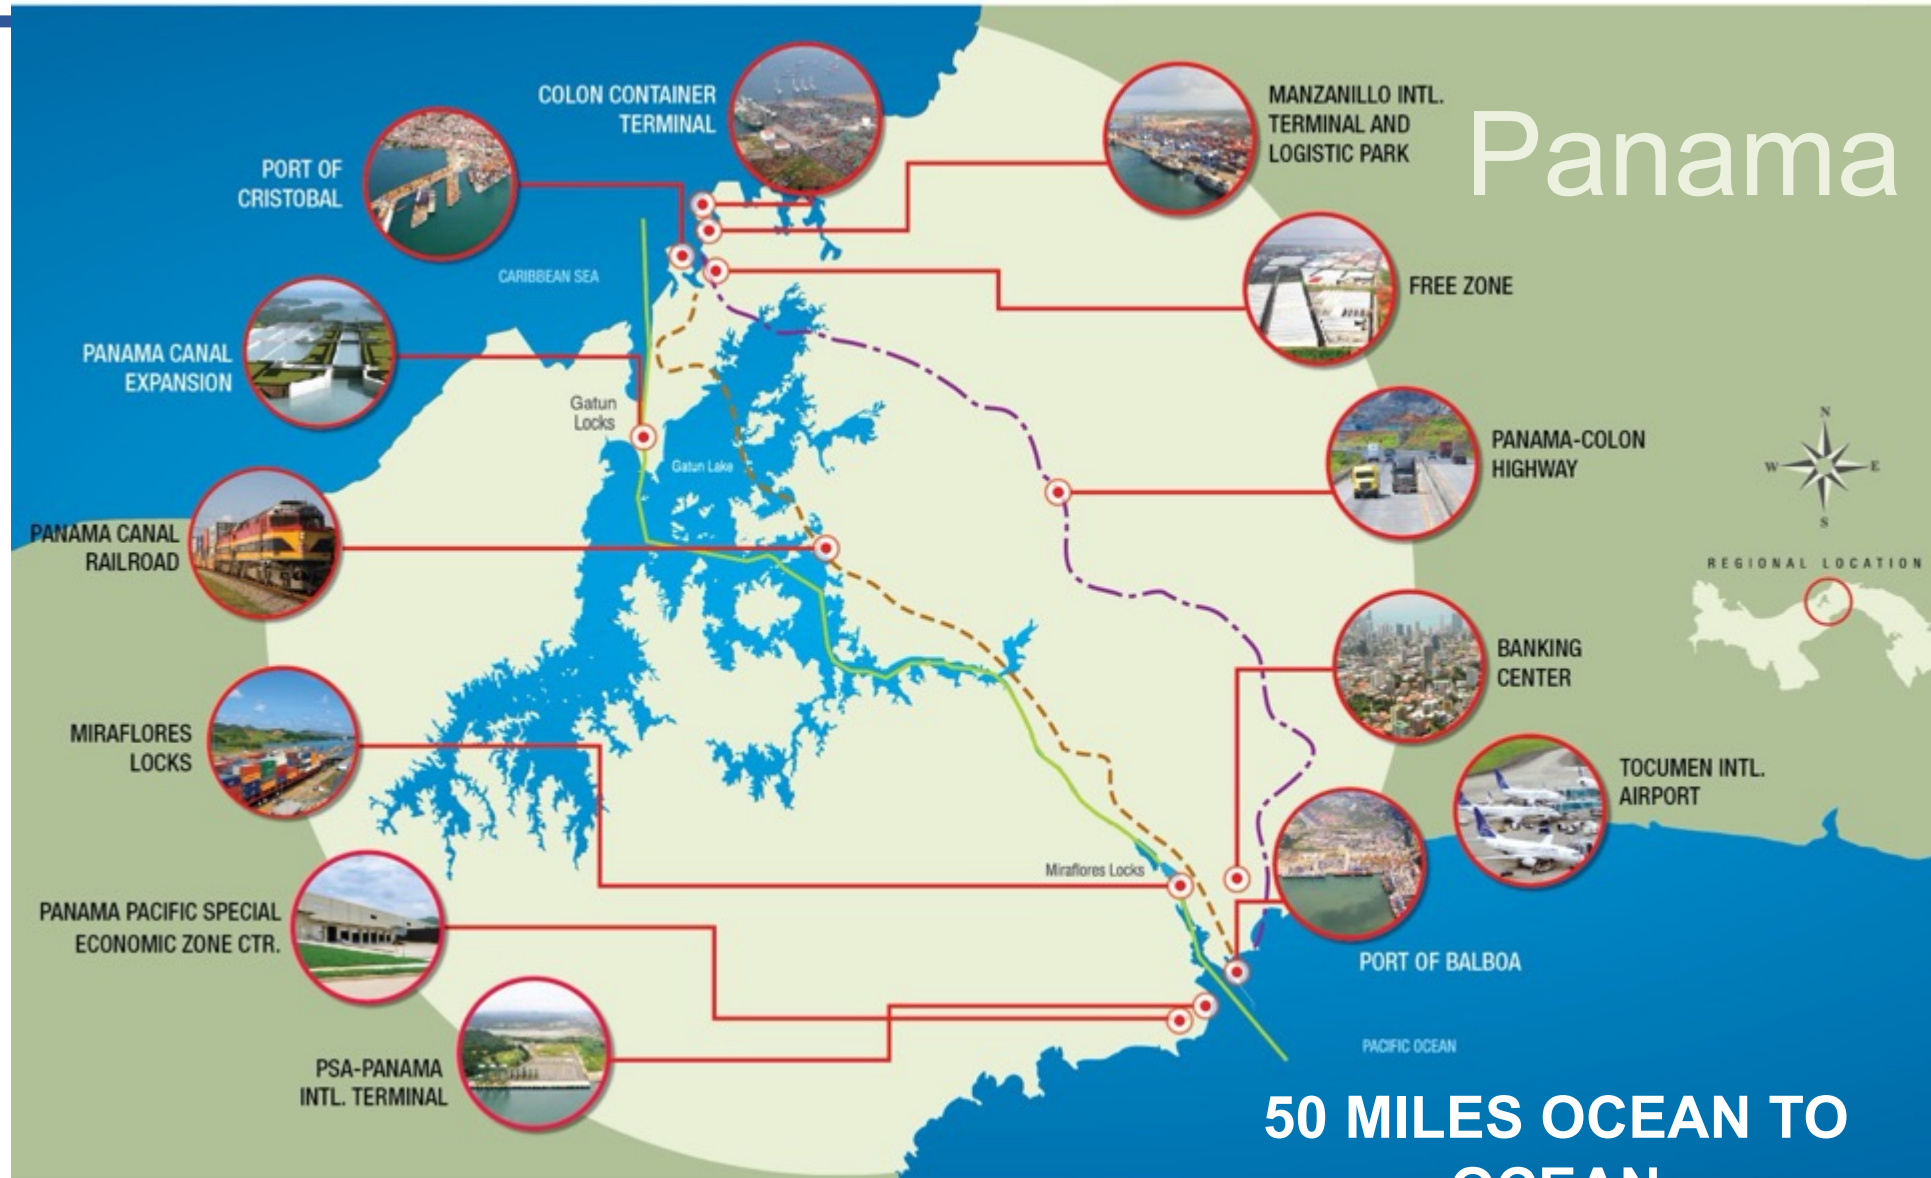 Panama
COLON CONTAINER
TERMINAL
MANZANILLO INTL.
TERMINAL AND
LOGISTIC PARK
PORT OF
CRISTOBAL
CARIBBEAN SEA
FREE ZONE
PANAMA CANAL
EXPANSION
Gatun
Locks
Gatun Lake
PANAMA-COLON
HIGHWAY
N
W
E
S
PANAMA CANAL
RAILROAD
REGIONAL LOCATION
BANKING
CENTER
MIRAFLORES
LOCKS
TOCUMEN INTL.
AIRPORT
Miraflores Locks
PANAMA PACIFIC SPECIAL
ECONOMIC ZONE CTR.
PORT OF BALBOA
PACIFIC OCEAN
PSA-PANAMA
INTL. TERMINAL
50 MILES OCEAN TO
OCEAN